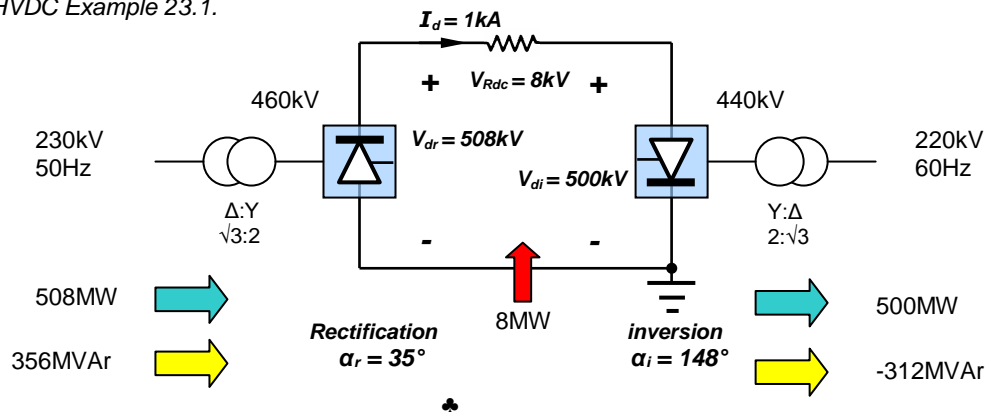 HVDC Example 23.1.
I_d = 1kA
V_Rdc = 8kV
+ +
460kV
440kV
230kV
50Hz
V_dr = 508kV
V_di = 500kV
220kV
60Hz
Δ:Y
√3:2
Y:Δ
2:√3
- -
508MW
8MW
500MW
Rectification
α_r = 35°
inversion
α_i = 148°
356MVAr
-312MVAr
♣